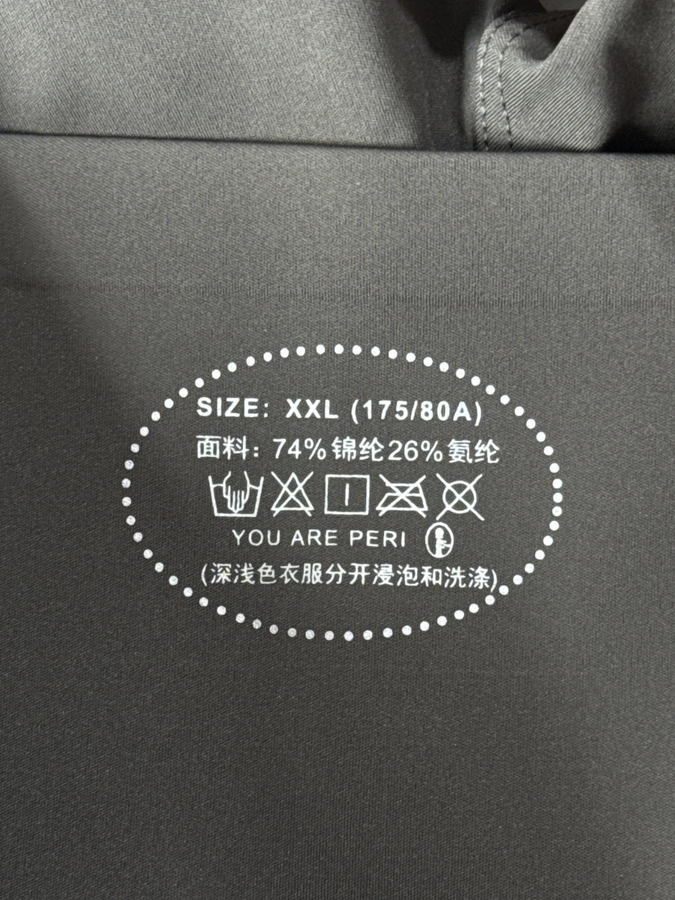 SIZE: XXL (175/80A)
面料: 74%锦纶26%氨纶
YOU ARE PERI
(深浅色衣服分开浸泡和洗涤)